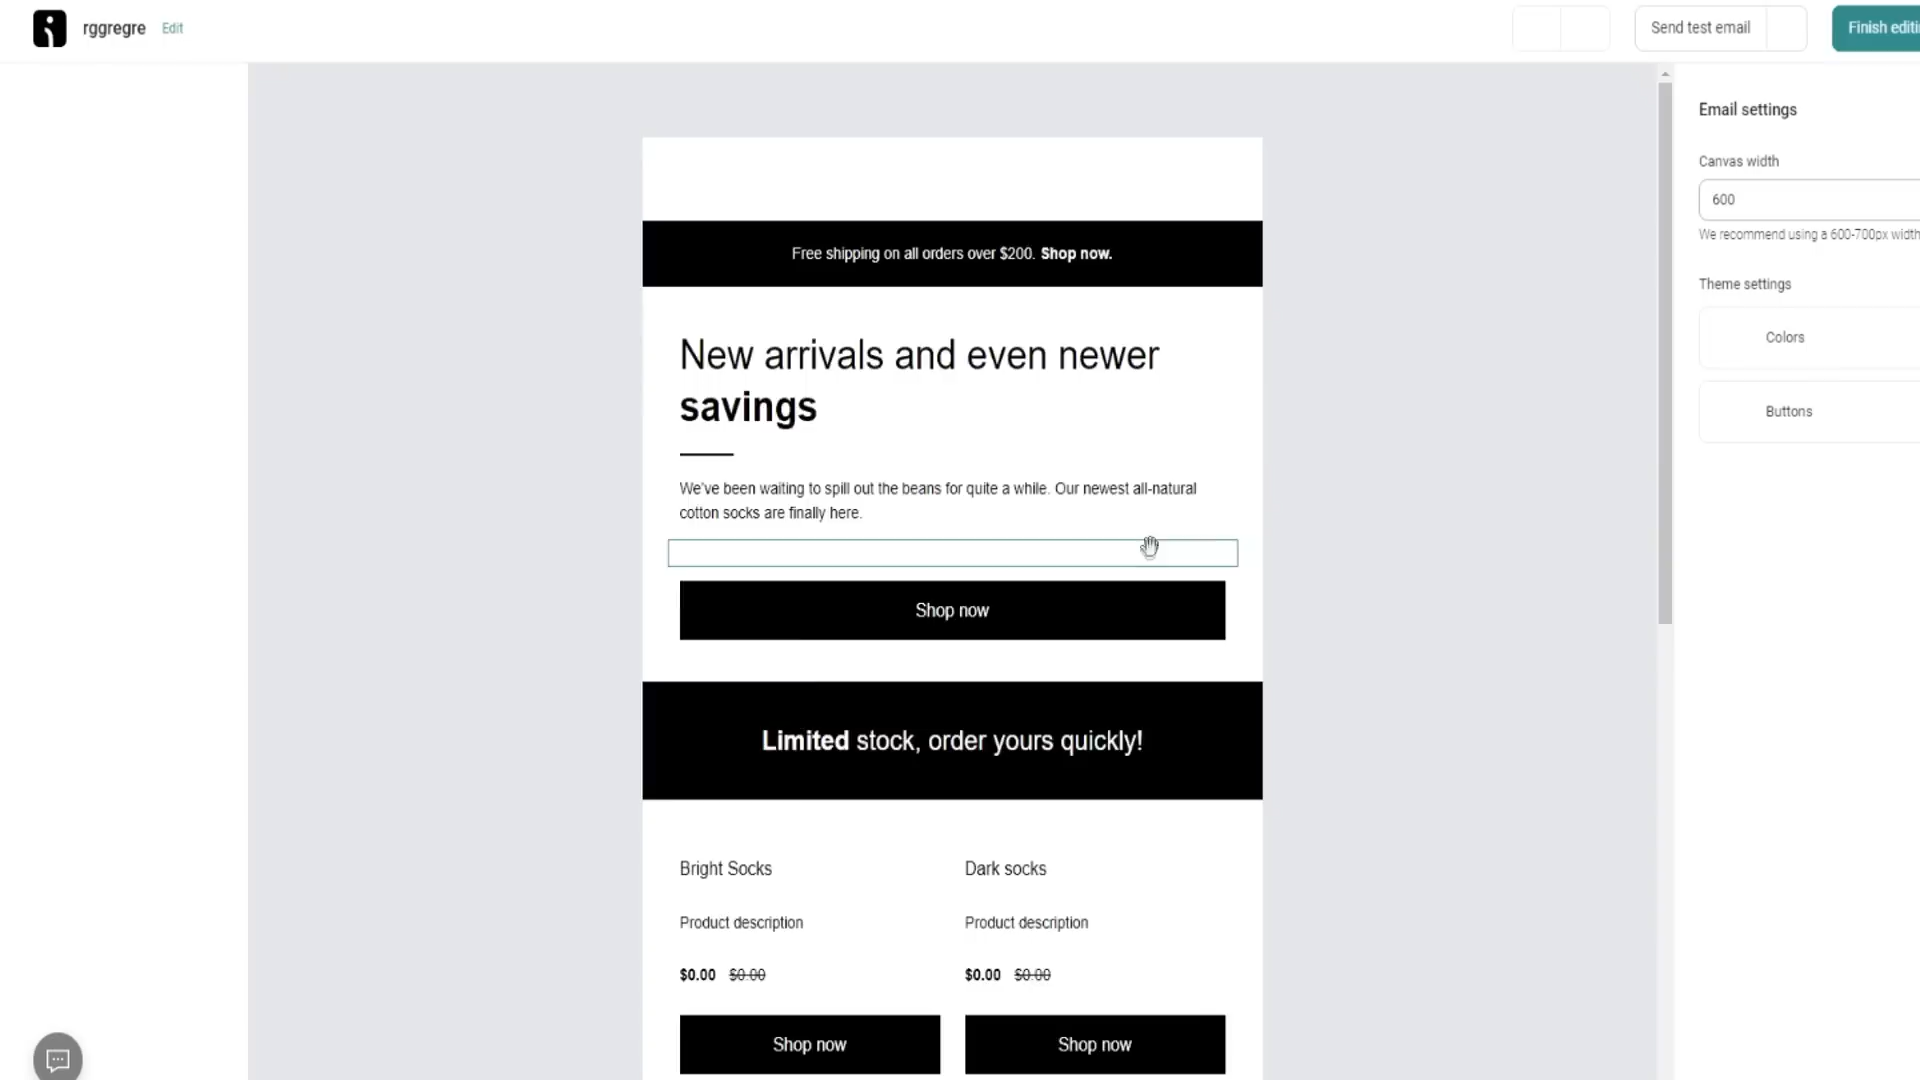 rggregre Edit
Send test email
Finish editi
Email settings
Canvas width
600
We recommend using a 600-700px width
Theme settings
Colors
Buttons
Free shipping on all orders over $200. Shop now.
New arrivals and even newer
savings
We've been waiting to spill out the beans for quite a while. Our newest all-natural
cotton socks are finally here.
Shop now
Limited stock, order yours quickly!
Bright Socks
Product description
$0.00 $0.00
Shop now
Dark socks
Product description
$0.00 $0.00
Shop now